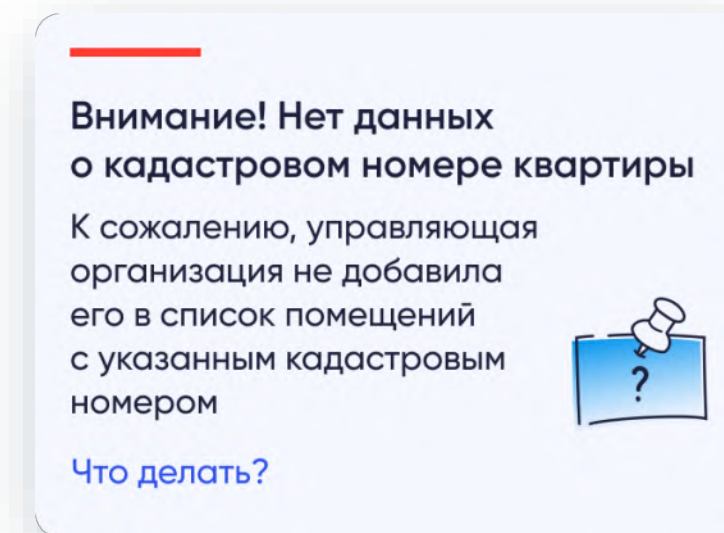 Внимание! Нет данных
о кадастровом номере квартиры
К сожалению, управляющая
организация не добавила
его в список помещений
с указанным кадастровым
номером
?
Что делать?